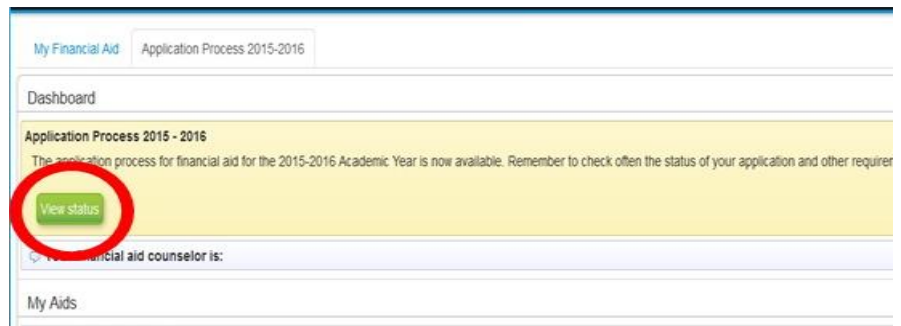 My Financial Aid Application Process 2015-2016
Dashboard
Application Process 2015 - 2016
The application process for financial aid for the 2015-2016 Academic Year is now available. Remember to check often the status of your application and other requirem
View status
financial aid counselor is:
My Aids